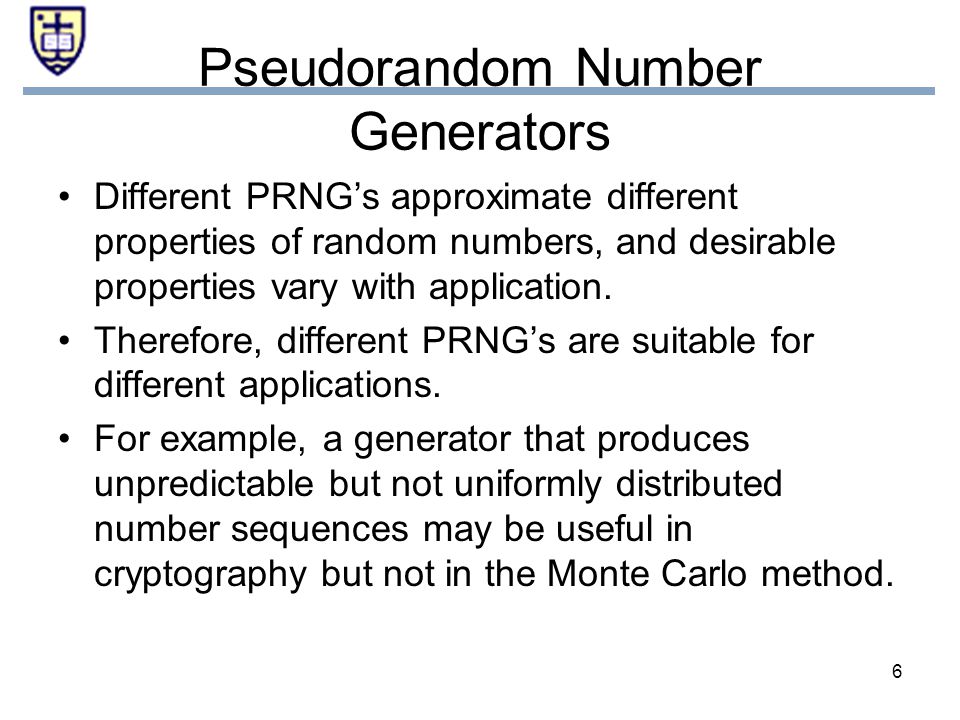 Pseudorandom Number
Generators
• Different PRNG’s approximate different
properties of random numbers, and desirable
properties vary with application.
• Therefore, different PRNG’s are suitable for
different applications.
• For example, a generator that produces
unpredictable but not uniformly distributed
number sequences may be useful in
cryptography but not in the Monte Carlo method.
6